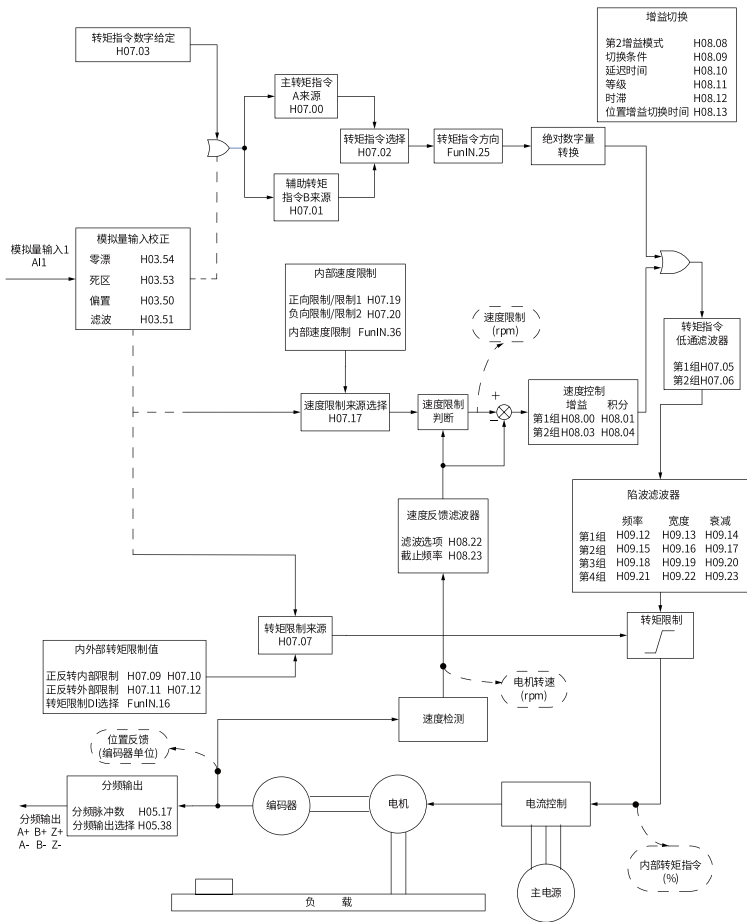 增益切换
第2增益模式 H08.08
切换条件 H08.09
延迟时间 H08.10
等级 H08.11
时滞 H08.12
位置增益切换时间 H08.13
转矩指令数字给定
H07.03
主转矩指令
A来源
H07.00
转矩指令选择
H07.02
转矩指令方向
FunIN.25
绝对数字量
转换
辅助转矩
指令B来源
H07.01
模拟量输入1
AI1
模拟量输入校正
零漂 H03.54
死区 H03.53
偏置 H03.50
滤波 H03.51
内部速度限制
正向限制/限制1 H07.19
负向限制/限制2 H07.20
内部速度限制 FunIN.36
速度限制
(rpm)
转矩指令
低通滤波器
第1组H07.05
第2组H07.06
速度限制来源选择
H07.17
速度限制
判断
+
−
速度控制
增益 积分
第1组H08.00 H08.01
第2组H08.03 H08.04
速度反馈滤波器
滤波选项 H08.22
截止频率 H08.23
陷波滤波器
频率 宽度 衰减
第1组 H09.12 H09.13 H09.14
第2组 H09.15 H09.16 H09.17
第3组 H09.18 H09.19 H09.20
第4组 H09.21 H09.22 H09.23
转矩限制来源
H07.07
转矩限制
内外部转矩限制值
正反转内部限制 H07.09 H07.10
正反转外部限制 H07.11 H07.12
转矩限制DI选择 FunIN.16
电机转速
(rpm)
速度检测
位置反馈
(编码器单位)
分频输出
分频脉冲数 H05.17
分频输出选择 H05.38
分频输出
A+ B+ Z+
A- B- Z-
编码器
电机
电流控制
内部转矩指令
(%)
主电源
负 载